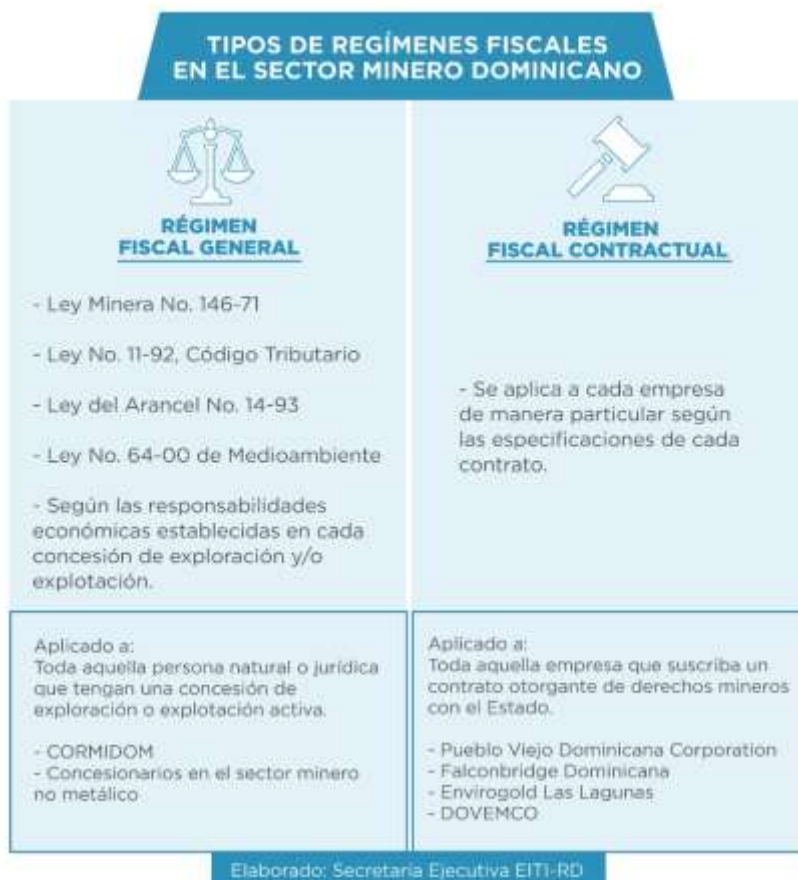 TIPOS DE REGÍMENES FISCALES
EN EL SECTOR MINERO DOMINICANO
RÉGIMEN
FISCAL GENERAL
- Ley Minera No. 146-71
- Ley No. 11-92, Código Tributario
- Ley del Arancel No. 14-93
- Ley No. 64-00 de Medioambiente
- Según las responsabilidades
económicas establecidas en cada
concesión de exploración y/o
explotación.
Aplicado a:
Toda aquella persona natural o jurídica
que tengan una concesión de
exploración o explotación activa.
- CORMIDOM
- Concesionarios en el sector minero
no metálico
RÉGIMEN
FISCAL CONTRACTUAL
- Se aplica a cada empresa
de manera particular según
las especificaciones de cada
contrato.
Aplicado a:
Toda aquella empresa que suscriba un
contrato otorgante de derechos mineros
con el Estado.
- Pueblo Viejo Dominicana Corporation
- Falconbridge Dominicana
- Envirogold Las Lagunas
- DOVEMCO
Elaborado: Secretaría Ejecutiva EITI-RD